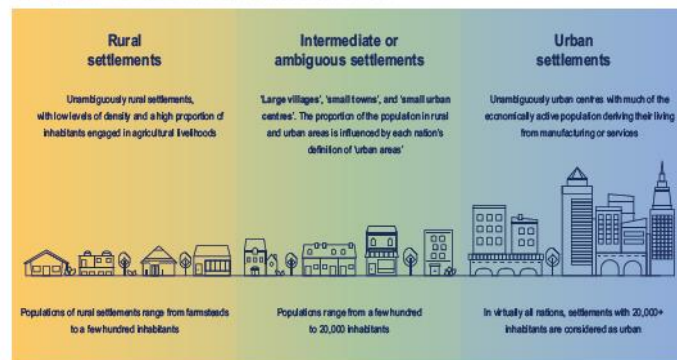 Rural
settlements
Unambiguously rural settlements,
with low levels of density and a high proportion of
inhabitants engaged in agricultural livelihoods
Populations of rural settlements range from farmsteads
to a few hundred inhabitants
Intermediate or
ambiguous settlements
'Large villages', 'small towns', and 'small urban
centres'. The proportion of the population in rural
and urban areas is influenced by each nation's
definition of 'urban areas'
Populations range from a few hundred
to 20,000 inhabitants
Urban
settlements
Unambiguously urban centres with much of the
economically active population deriving their living
from manufacturing or services
In virtually all nations, settlements with 20,000+
inhabitants are considered as urban